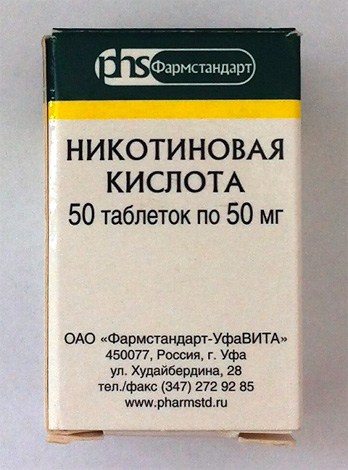 phs Фармстандарт
НИКОТИНОВАЯ
КИСЛОТА
50 таблеток по 50 мг
ОАО «Фармстандарт-УфаВИТА»
450077, Россия, г. Уфа
ул. Худайбердина, 28
тел./факс (347) 272 92 85
www.pharmstd.ru